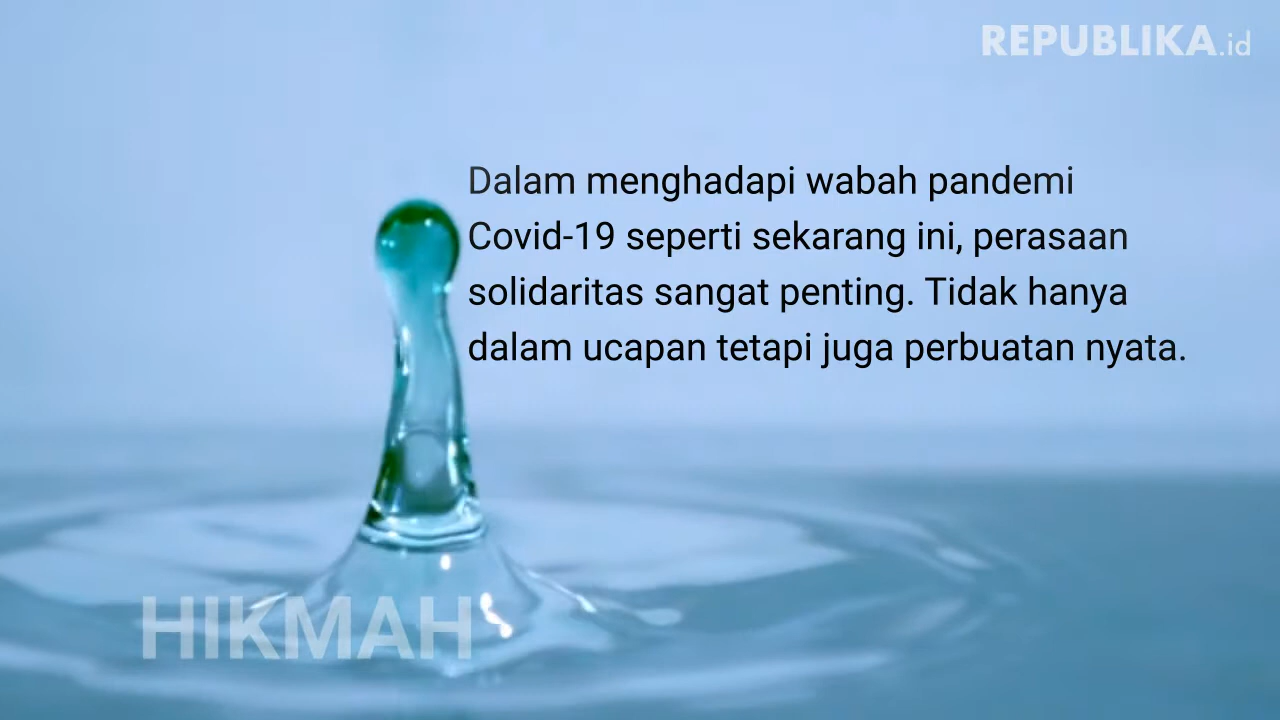 REPUBLIKA.id
Dalam menghadapi wabah pandemi
Covid-19 seperti sekarang ini, perasaan
solidaritas sangat penting. Tidak hanya
dalam ucapan tetapi juga perbuatan nyata.
HIKMAH